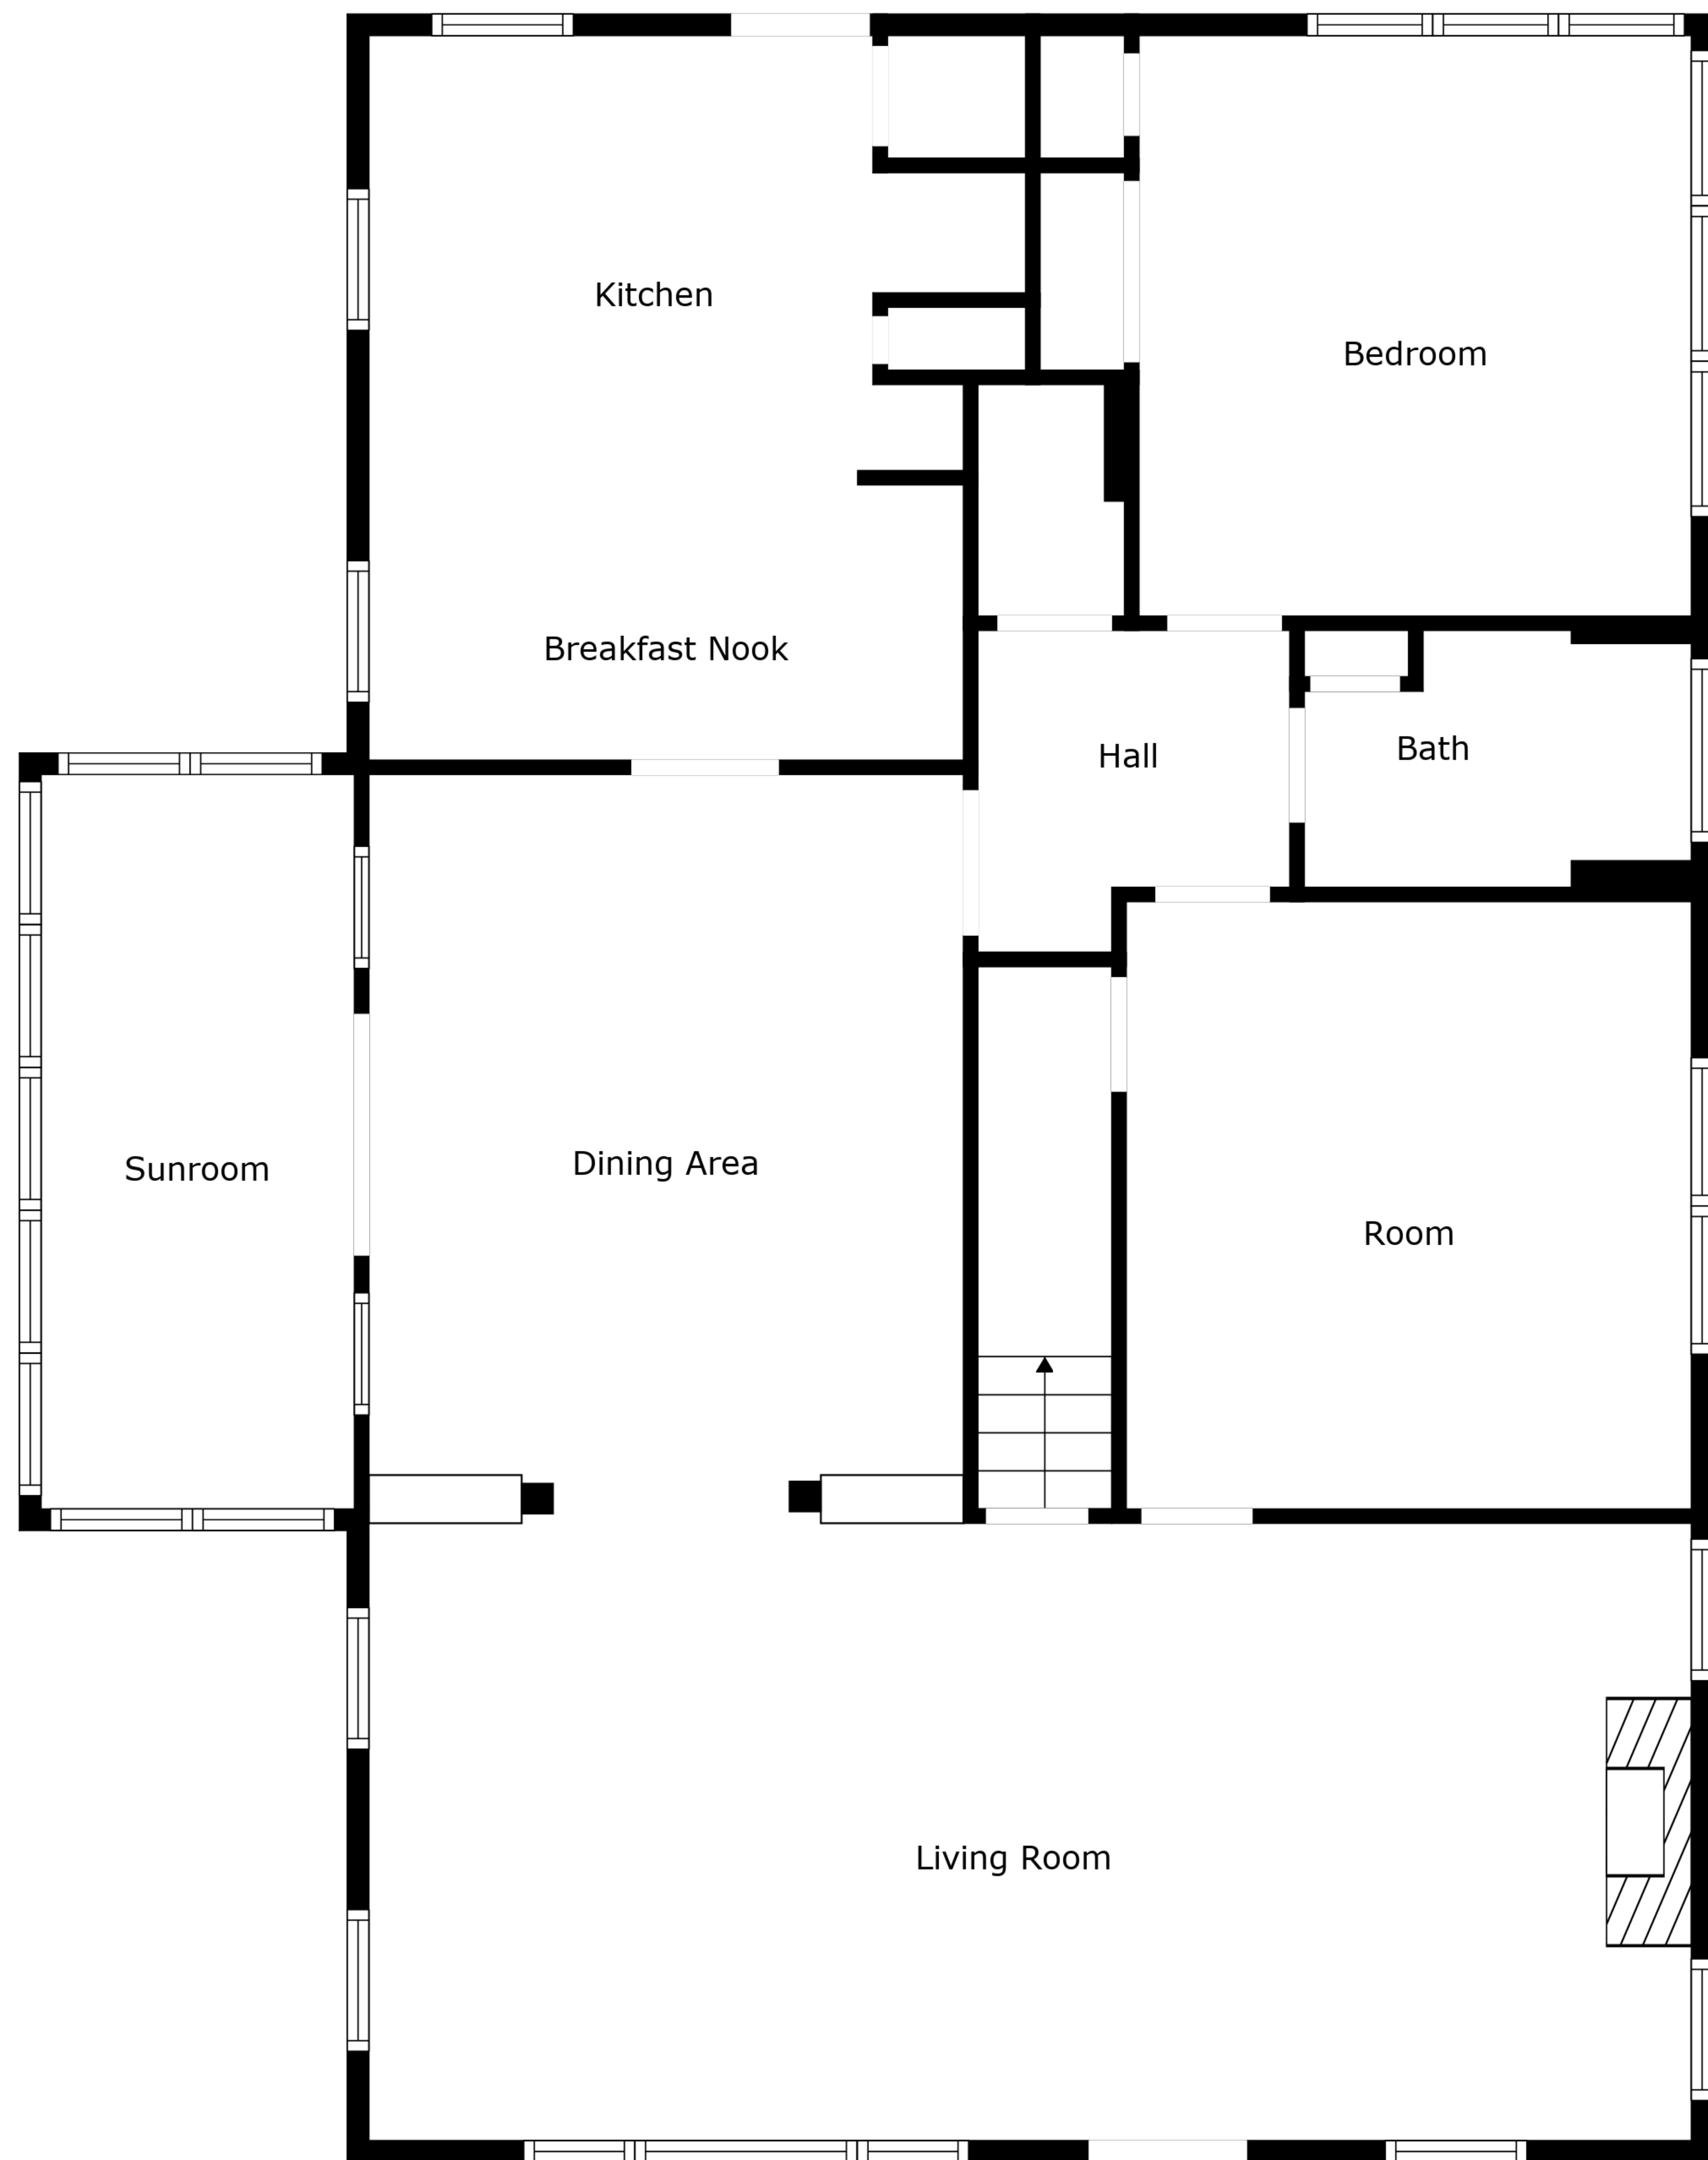 Kitchen
Bedroom
Breakfast Nook
Hall
Bath
Sunroom
Dining Area
Room
Living Room